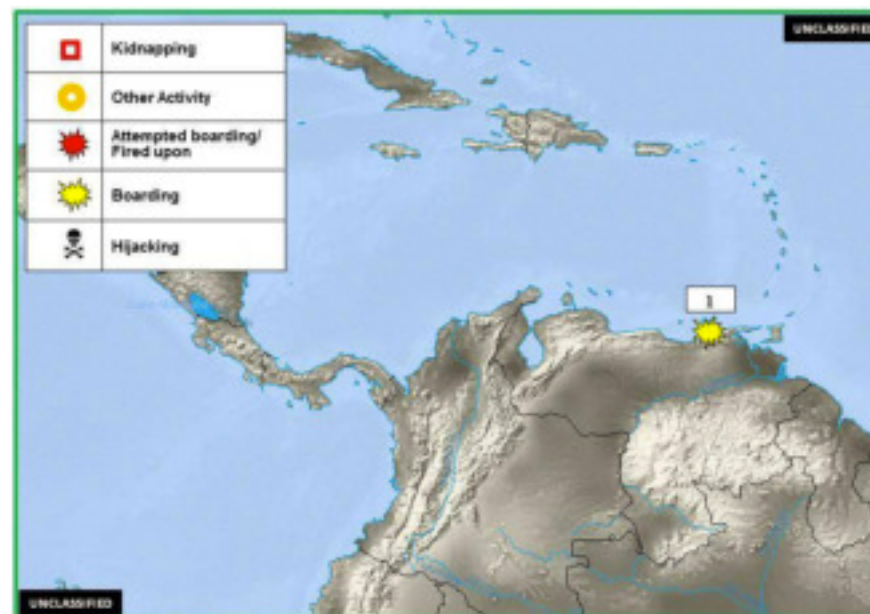 UNCLASSIFIED
Kidnapping
Other Activity
Attempted boarding/
Fired upon
Boarding
Hijacking
1
UNCLASSIFIED